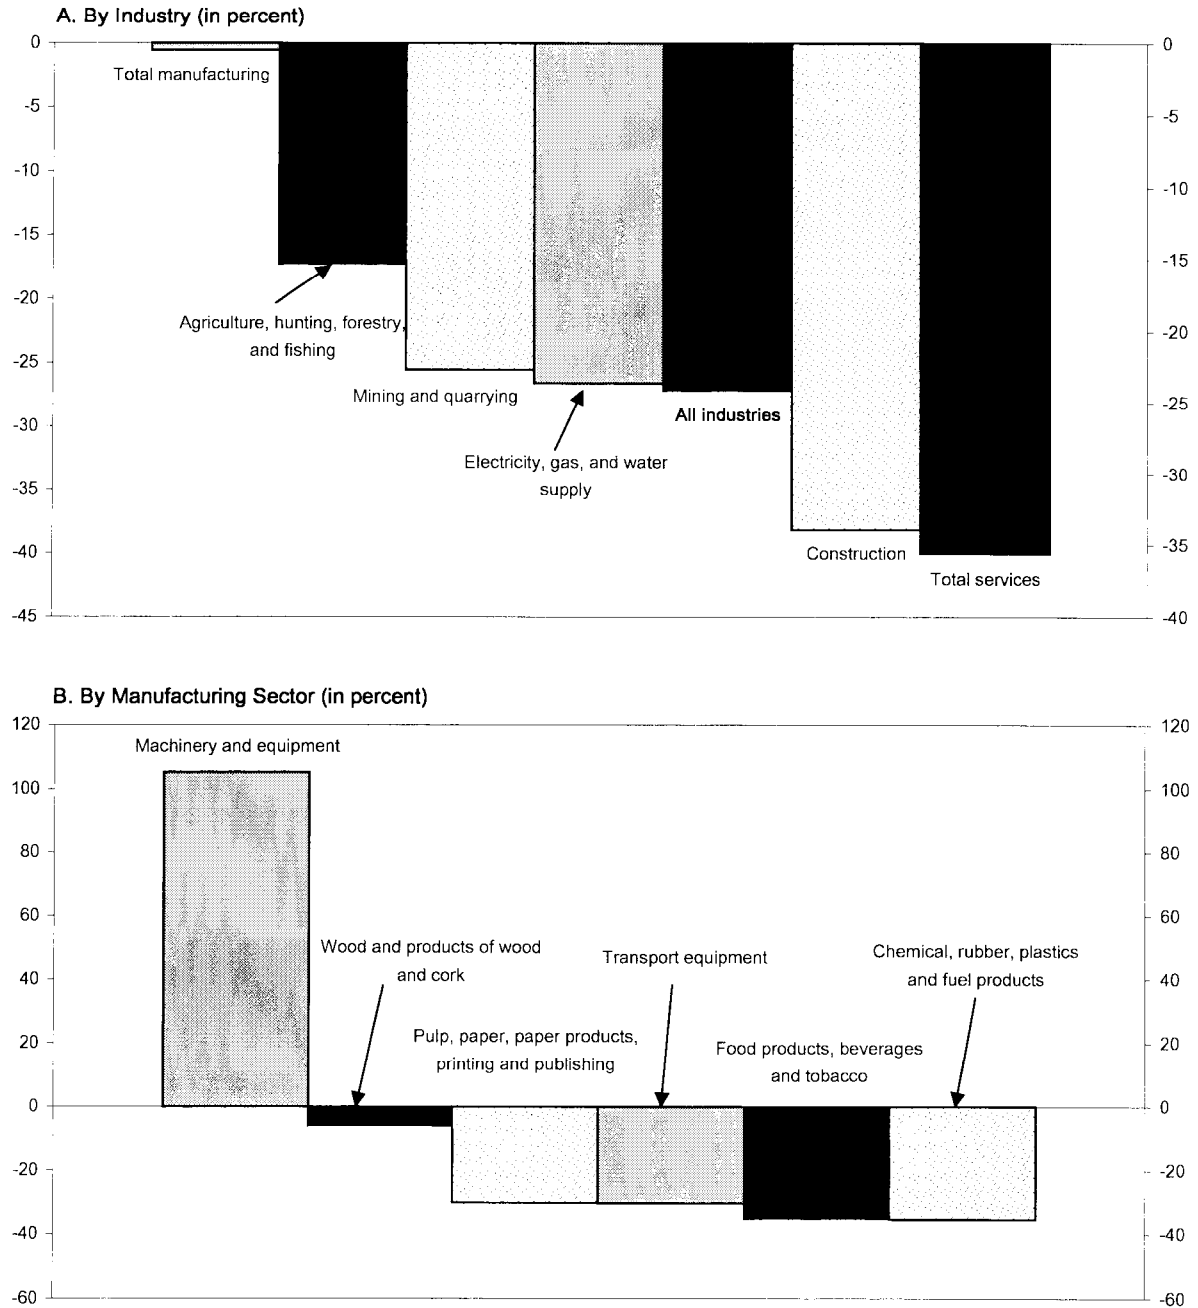 A. By Industry (in percent)
0
-5
-10
-15
-20
-25
-30
-35
-40
-45
0
-5
-10
-15
-20
-25
-30
-35
-40
Total manufacturing
Agriculture, hunting, forestry,
and fishing
Mining and quarrying
Electricity, gas, and water
supply
All industries
Construction
Total services
B. By Manufacturing Sector (in percent)
120
100
80
60
40
20
0
-20
-40
-60
120
100
80
60
40
20
0
-20
-40
-60
Machinery and equipment
Wood and products of wood
and cork
Pulp, paper, paper products,
printing and publishing
Transport equipment
Food products, beverages
and tobacco
Chemical, rubber, plastics
and fuel products